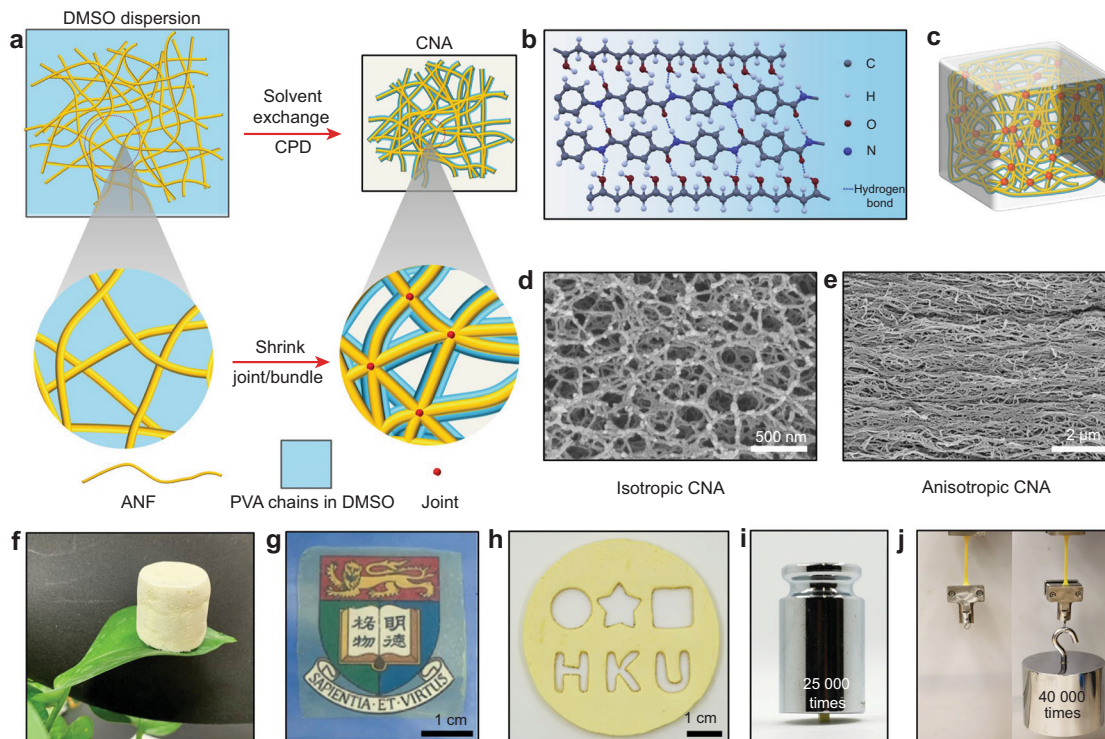 a
DMSO dispersion
Solvent
exchange
CPD
CNA
b
C
H
O
N
Hydrogen
bond
c
Shrink
joint/bundle
ANF
PVA chains in DMSO
Joint
d
500 nm
Isotropic CNA
e
2 µm
Anisotropic CNA
f
g
格物
明德
SAPIENTIA·ET·VIRTUS
1 cm
h
HKU
1 cm
i
25 000
times
j
40 000
times